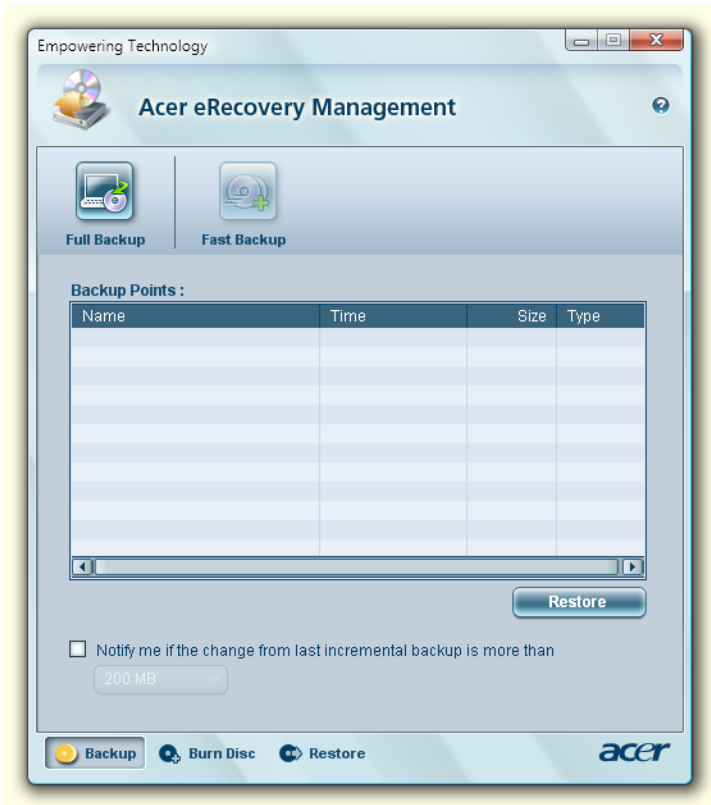 Empowering Technology
Acer eRecovery Management
Full Backup
Fast Backup
Backup Points :
Name Time Size Type
Restore
Notify me if the change from last incremental backup is more than
200 MB
Backup Burn Disc Restore acer